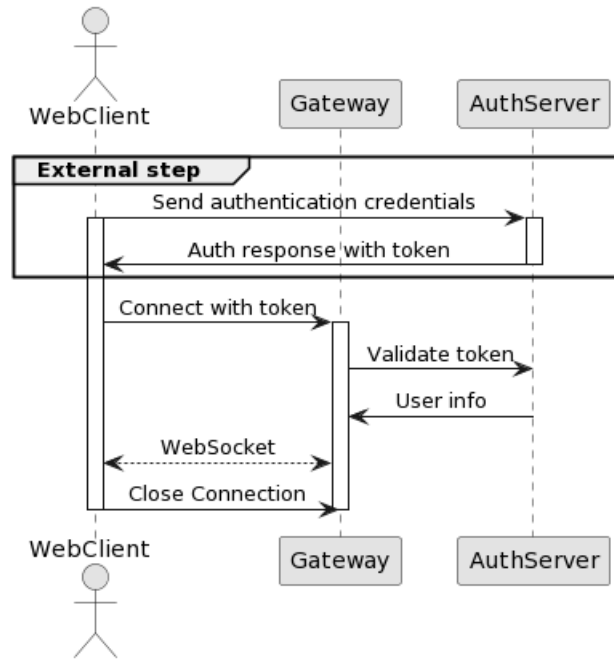 WebClient
Gateway
AuthServer
External step
Send authentication credentials
Auth response with token
Connect with token
Validate token
User info
WebSocket
Close Connection
WebClient
Gateway
AuthServer